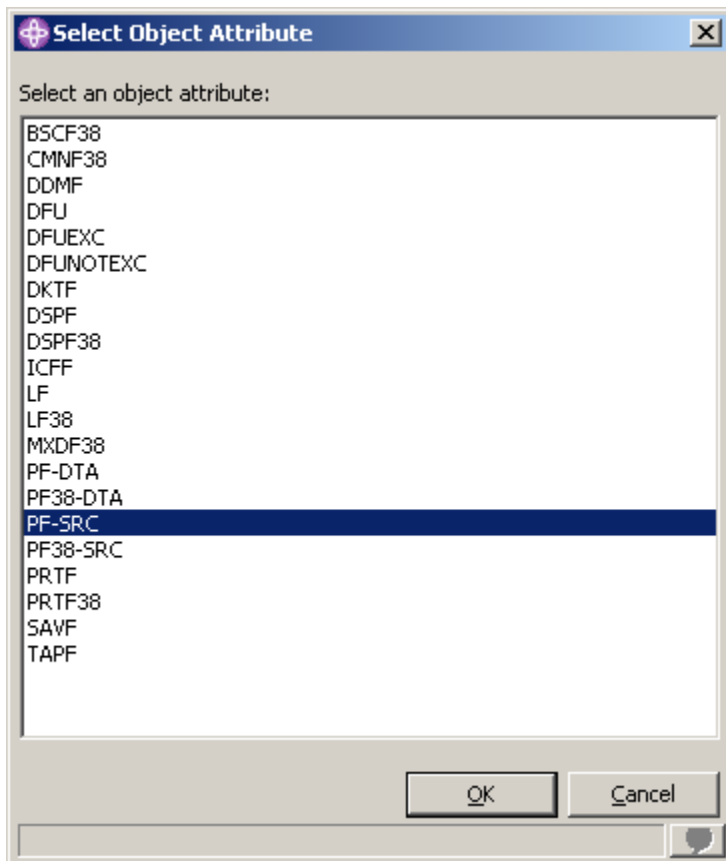 Select Object Attribute
Select an object attribute:
BSCF38
CMNF38
DDMF
DFU
DFUEXC
DFUNOTEXC
DKTF
DSPF
DSPF38
ICFF
LF
LF38
MXDF38
PF-DTA
PF38-DTA
PF-SRC
PF38-SRC
PRTF
PRTF38
SAVF
TAPF
OK Cancel